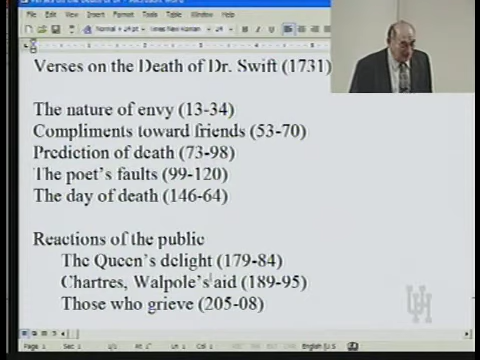 Verses on the Death of Dr. Swift (1731)
The nature of envy (13-34)
Compliments toward friends (53-70)
Prediction of death (73-98)
The poet's faults (99-120)
The day of death (146-64)
Reactions of the public
The Queen's delight (179-84)
Chartres, Walpole's aid (189-95)
Those who grieve (205-08)